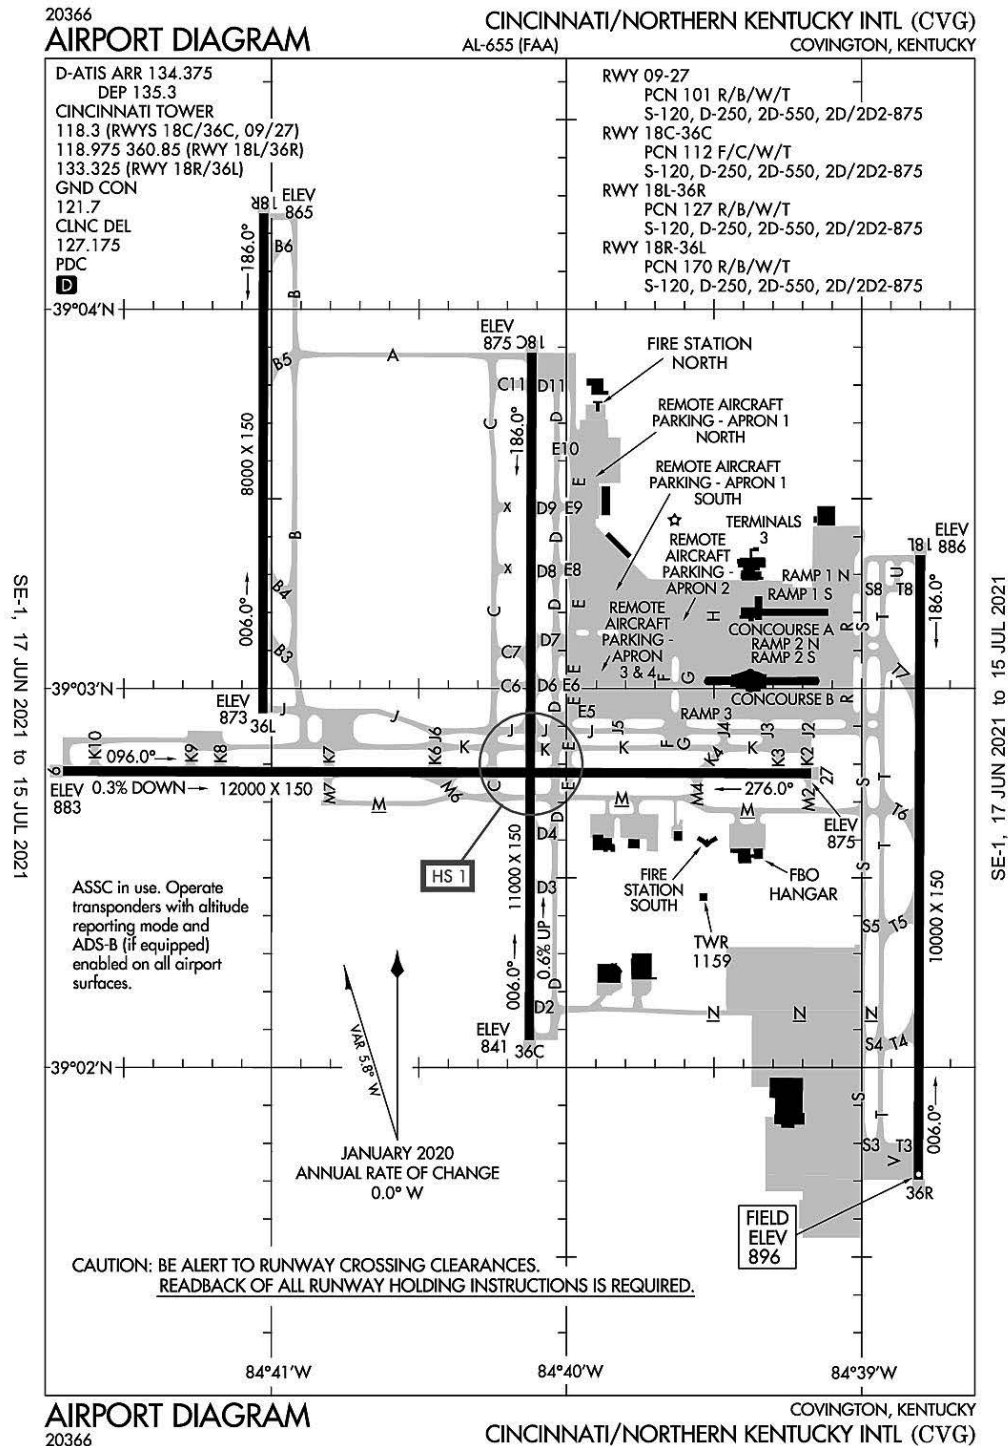 20366
AIRPORT DIAGRAM
AL-655 (FAA)
CINCINNATI/NORTHERN KENTUCKY INTL (CVG)
COVINGTON, KENTUCKY
D-ATIS ARR 134.375
DEP 135.3
CINCINNATI TOWER
118.3 (RWYS 18C/36C, 09/27)
118.975 360.85 (RWY 18L/36R)
133.325 (RWY 18R/36L)
GND CON
121.7
CLNC DEL
127.175
PDC
D
RWY 09-27
PCN 101 R/B/W/T
S-120, D-250, 2D-550, 2D/2D2-875
RWY 18C-36C
PCN 112 F/C/W/T
S-120, D-250, 2D-550, 2D/2D2-875
RWY 18L-36R
PCN 127 R/B/W/T
S-120, D-250, 2D-550, 2D/2D2-875
RWY 18R-36L
PCN 170 R/B/W/T
S-120, D-250, 2D-550, 2D/2D2-875
18R
ELEV
865
186.0°
B6
B
39°04'N
A
B5
8000 X 150
B
B4
006.0°
B3
ELEV
873
36L
J
ELEV
875
18C
C11
D11
C
186.0°
D
E10
E
X
D9
E9
D
X
D8
E8
D
E
C
C7
D7
C6
D6
E6
E
D
E5
FIRE STATION
NORTH
REMOTE AIRCRAFT
PARKING - APRON 1
NORTH
REMOTE AIRCRAFT
PARKING - APRON 1
SOUTH
REMOTE
AIRCRAFT
PARKING -
APRON 2
REMOTE
AIRCRAFT
PARKING -
APRON
3 & 4
TERMINALS
3
RAMP 1 N
RAMP 1 S
H
CONCOURSE A
RAMP 2 N
RAMP 2 S
F
G
CONCOURSE B
RAMP 3
R
S
R
18L
ELEV
886
U
S8
T8
T
186.0°
T7
39°03'N
J
J6
J
J
J
J5
F
G
J4
J3
J2
K10
K9
K8
K7
K6
K
K
E
K
K4
K
K3
K2
9
096.0°
ELEV
883
0.3% DOWN
12000 X 150
M7
M
M6
C
D
E
M
M4
276.0°
M
M2
27
ELEV
875
S
T
T6
T
S
HS 1
11000 X 150
D4
D3
0.6% UP
006.0°
D
D2
ELEV
841
36C
FIRE
STATION
SOUTH
TWR
1159
FBO
HANGAR
10000 X 150
S5
T5
N
N
N
S4
T4
S
T
006.0°
S3
T3
V
36R
FIELD
ELEV
896
ASSC in use. Operate
transponders with altitude
reporting mode and
ADS-B (if equipped)
enabled on all airport
surfaces.
VAR 5.8° W
39°02'N
JANUARY 2020
ANNUAL RATE OF CHANGE
0.0° W
CAUTION: BE ALERT TO RUNWAY CROSSING CLEARANCES.
READBACK OF ALL RUNWAY HOLDING INSTRUCTIONS IS REQUIRED.
84°41'W
84°40'W
84°39'W
SE-1, 17 JUN 2021 to 15 JUL 2021
SE-1, 17 JUN 2021 to 15 JUL 2021
AIRPORT DIAGRAM
20366
COVINGTON, KENTUCKY
CINCINNATI/NORTHERN KENTUCKY INTL (CVG)